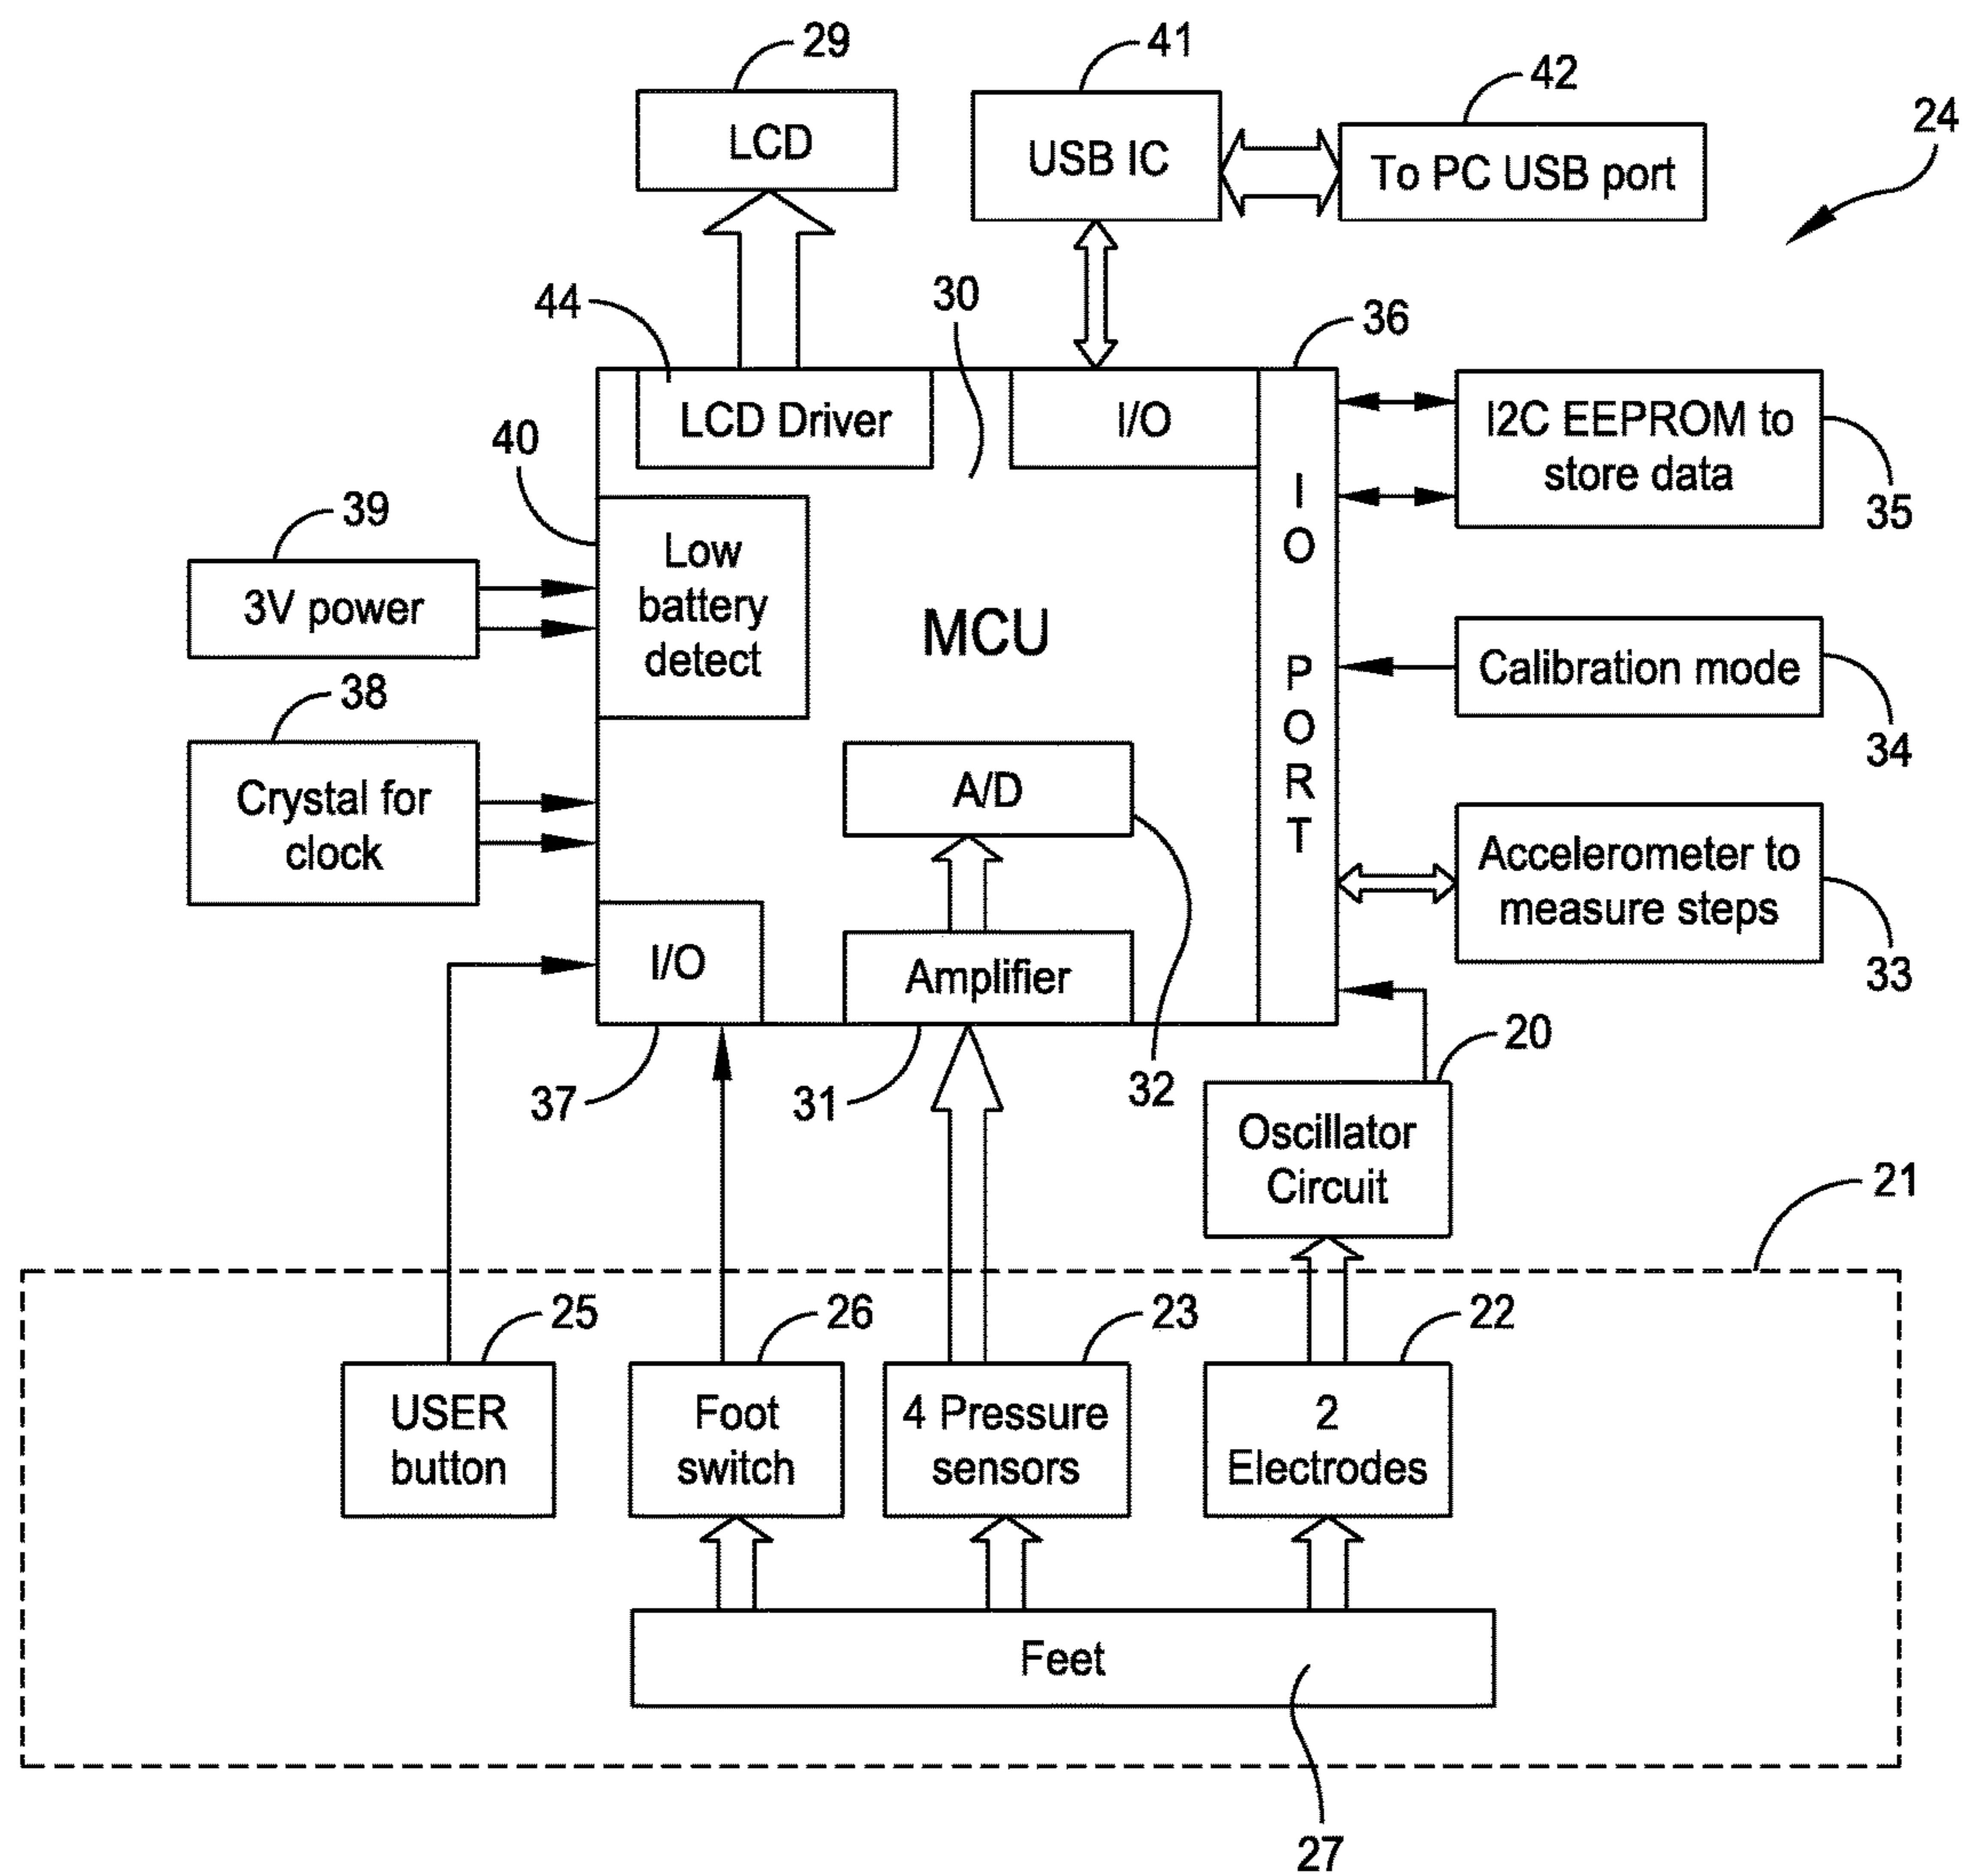 29
41
42
24
LCD
USB IC
To PC USB port
44
30
36
LCD Driver
I/O
I2C EEPROM to
store data
35
40
39
3V power
Low
battery
detect
MCU
IO PORT
Calibration mode
34
38
Crystal for
clock
A/D
Accelerometer to
measure steps
33
I/O
Amplifier
37
31
32
20
Oscillator
Circuit
21
25
26
23
22
USER
button
Foot
switch
4 Pressure
sensors
2
Electrodes
Feet
27